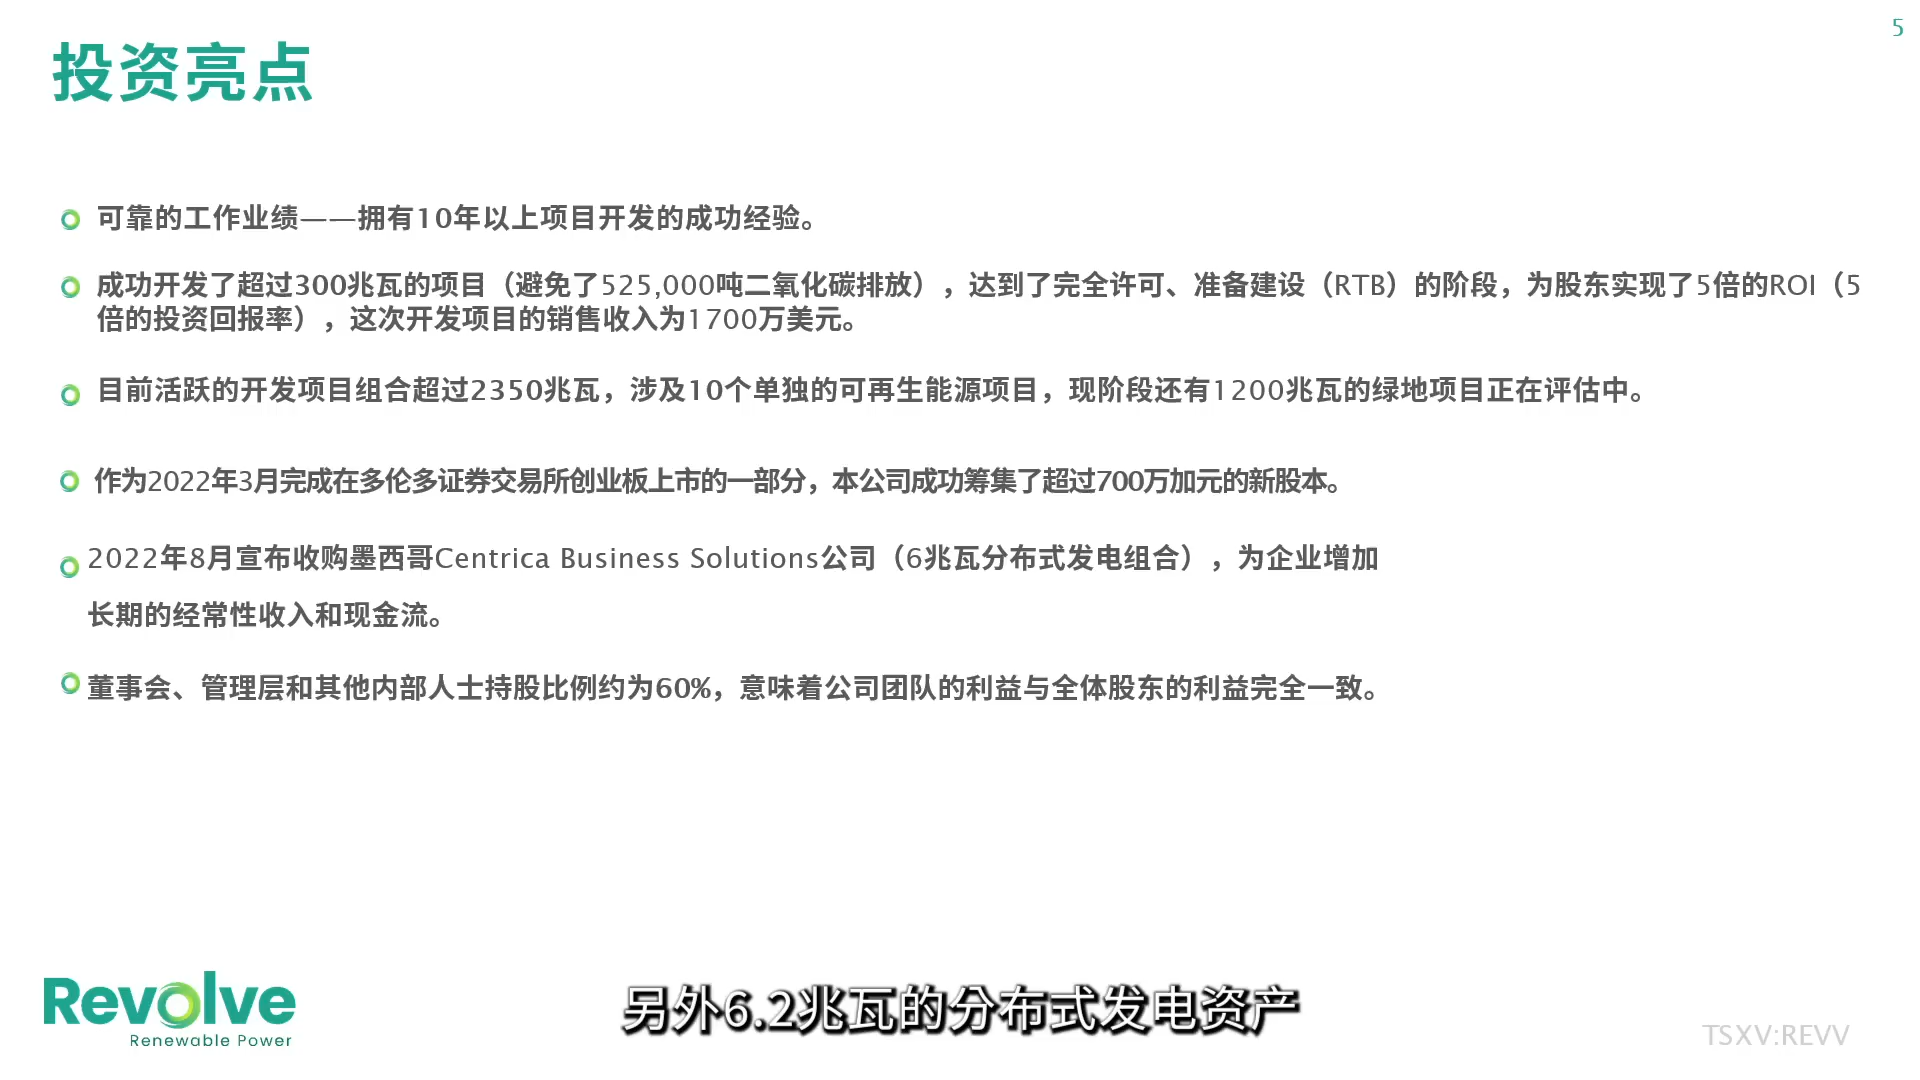 5
投资亮点
可靠的工作业绩——拥有10年以上项目开发的成功经验。
成功开发了超过300兆瓦的项目（避免了525,000吨二氧化碳排放），达到了完全许可、准备建设（RTB）的阶段，为股东实现了5倍的ROI（5
倍的投资回报率），这次开发项目的销售收入为1700万美元。
目前活跃的开发项目组合超过2350兆瓦，涉及10个单独的可再生能源项目，现阶段还有1200兆瓦的绿地项目正在评估中。
作为2022年3月完成在多伦多证券交易所创业板上市的一部分，本公司成功筹集了超过700万加元的新股本。
2022年8月宣布收购墨西哥Centrica Business Solutions公司（6兆瓦分布式发电组合），为企业增加
长期的经常性收入和现金流。
董事会、管理层和其他内部人士持股比例约为60%，意味着公司团队的利益与全体股东的利益完全一致。
Revolve
Renewable Power
另外6.2兆瓦的分布式发电资产
TSXV:REVV